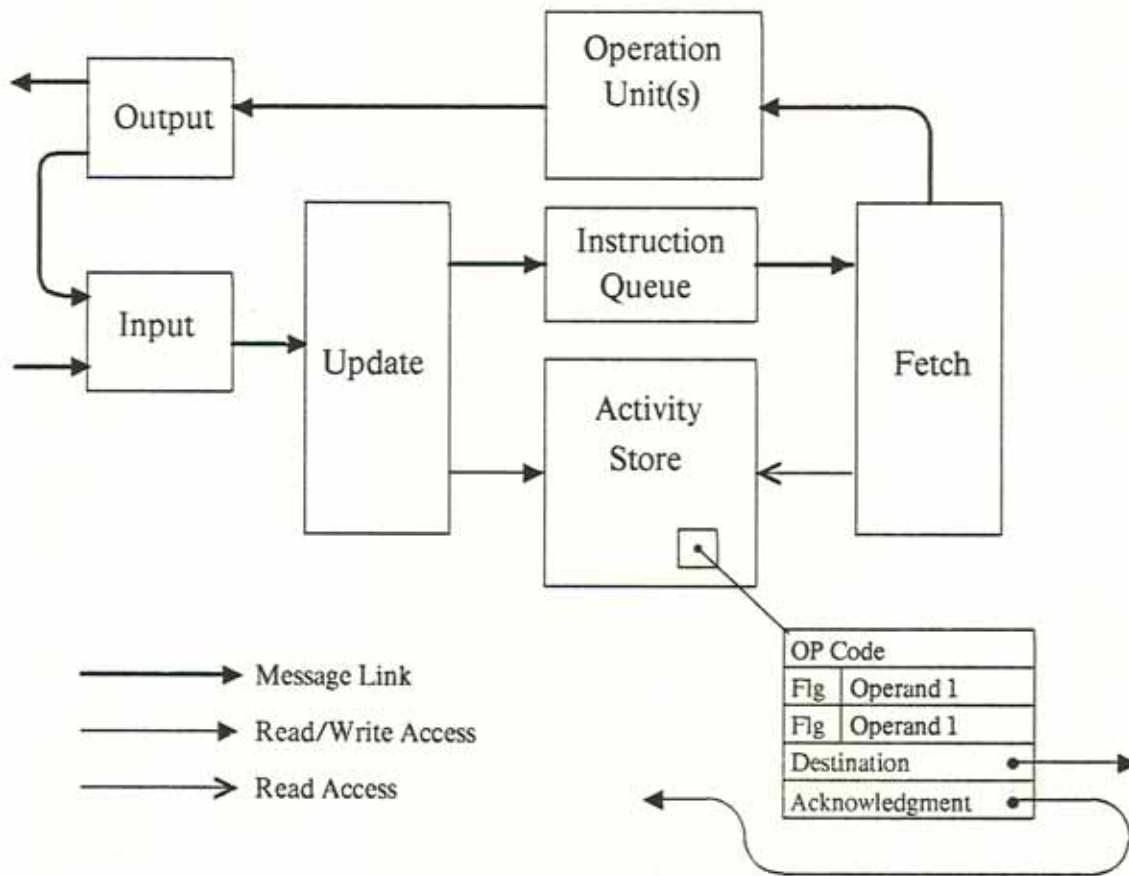 Operation
Unit(s)
Output
Instruction
Queue
Input
Update
Fetch
Activity
Store
OP Code
Flg Operand 1
Flg Operand 1
Destination
Acknowledgment
Message Link
Read/Write Access
Read Access